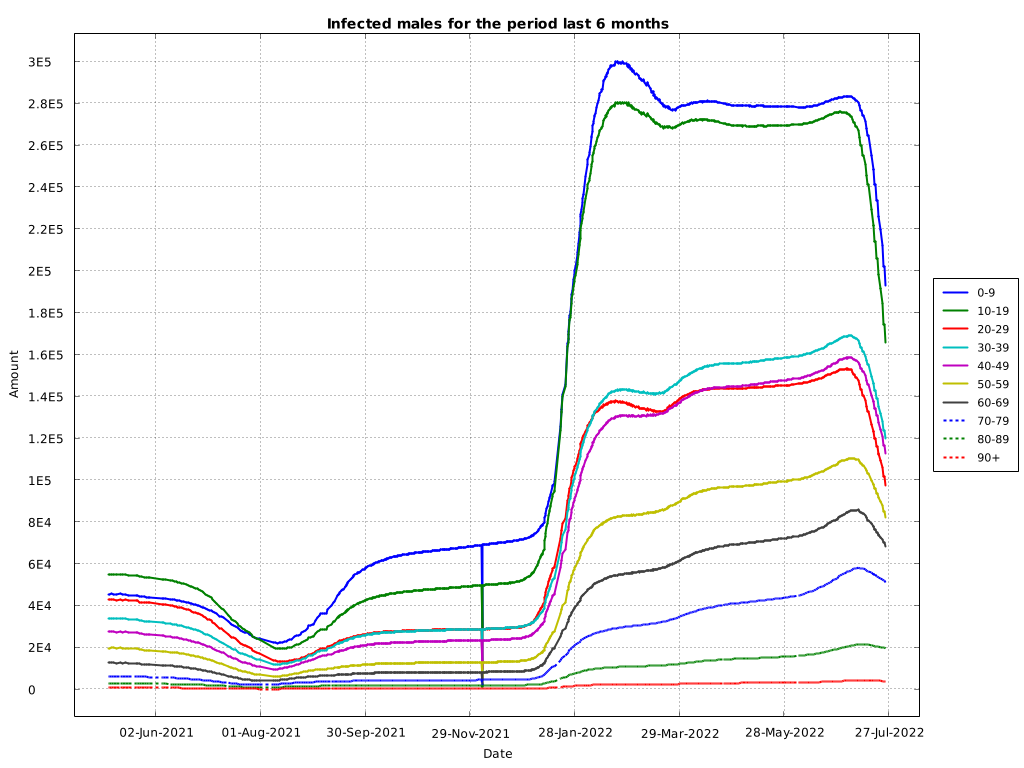 Infected males for the period last 6 months
3E5
2.8E5
2.6E5
2.4E5
2.2E5
2E5
1.8E5
1.6E5
1.4E5
1.2E5
1E5
8E4
6E4
4E4
2E4
0
Amount
02-Jun-2021
01-Aug-2021
30-Sep-2021
29-Nov-2021
28-Jan-2022
29-Mar-2022
28-May-2022
27-Jul-2022
Date
0-9
10-19
20-29
30-39
40-49
50-59
60-69
70-79
80-89
90+